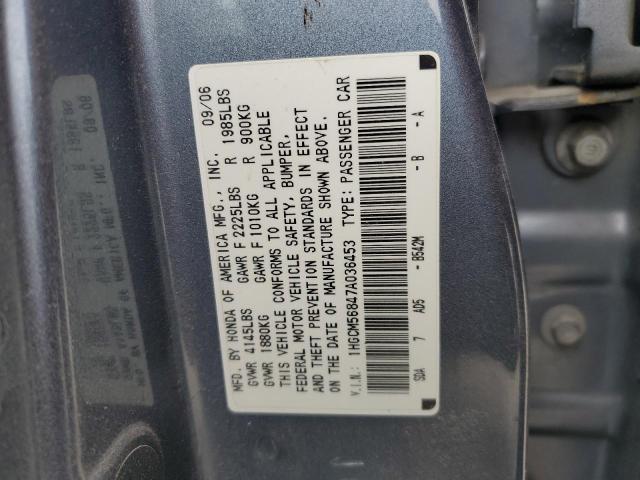 MFD. BY HONDA OF AMERICA MFG., INC. 09/06
GVWR 4145LBS GAWR F 2225LBS R 1985LBS
GVWR 1880KG GAWR F 1010KG R 900KG
THIS VEHICLE CONFORMS TO ALL APPLICABLE
FEDERAL MOTOR VEHICLE SAFETY, BUMPER,
AND THEFT PREVENTION STANDARDS IN EFFECT
ON THE DATE OF MANUFACTURE SHOWN ABOVE.
V.I.N.: 1HGCM56847A036453 TYPE: PASSENGER CAR
SDA 7 AD5 - B542M - B - A